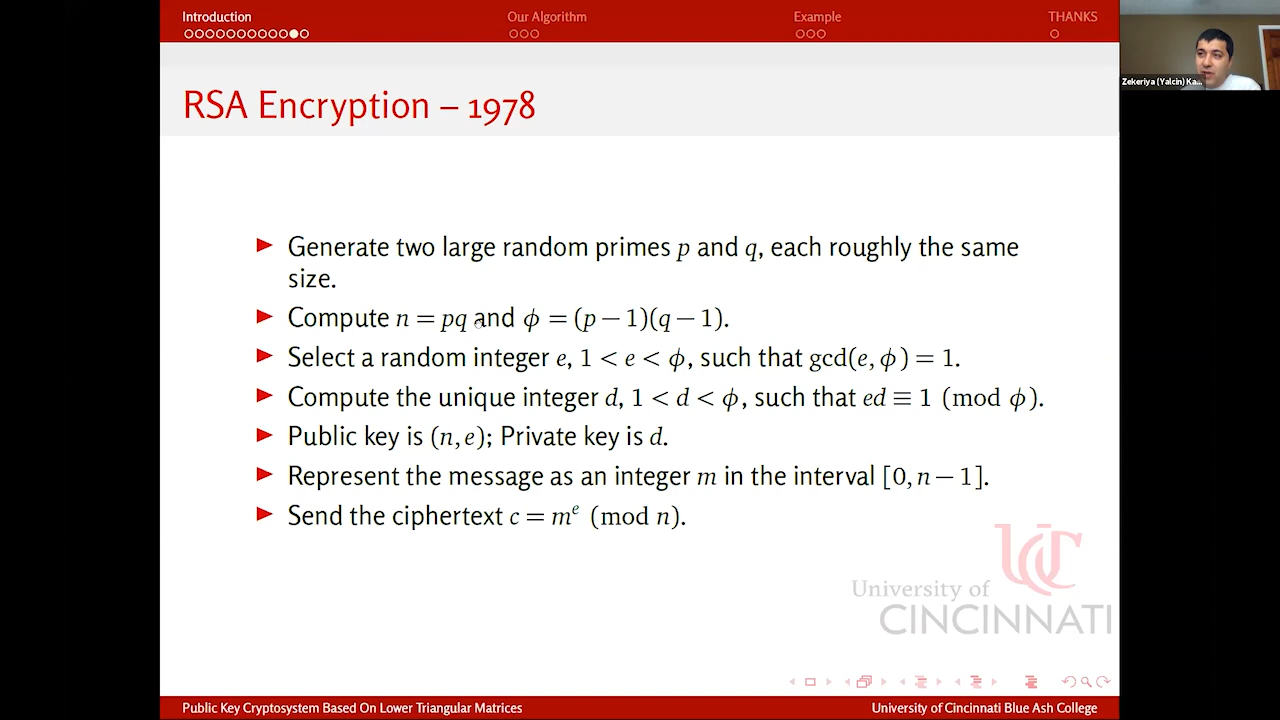 Introduction
Our Algorithm
Example
THANKS
Zekeriya (Yalcin) Ka...
RSA Encryption – 1978
Generate two large random primes p and q, each roughly the same
size.
Compute n = pq and ϕ = (p − 1)(q − 1).
Select a random integer e, 1 < e < ϕ, such that gcd(e, ϕ) = 1.
Compute the unique integer d, 1 < d < ϕ, such that ed ≡ 1 (mod ϕ).
Public key is (n, e); Private key is d.
Represent the message as an integer m in the interval [0, n − 1].
Send the ciphertext c = mᵉ (mod n).
UC
University of
CINCINNATI
Public Key Cryptosystem Based On Lower Triangular Matrices
University of Cincinnati Blue Ash College